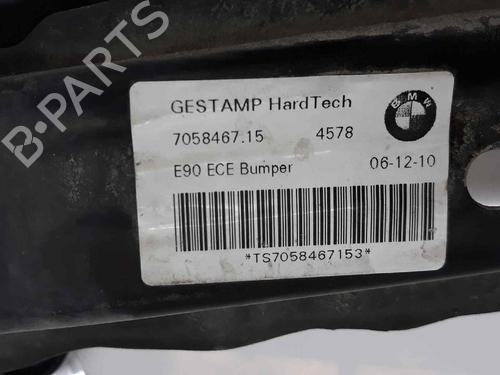 B-PARTS
GESTAMP HardTech
7058467.15 4578
BMW
E90 ECE Bumper 06-12-10
*TS7058467153*